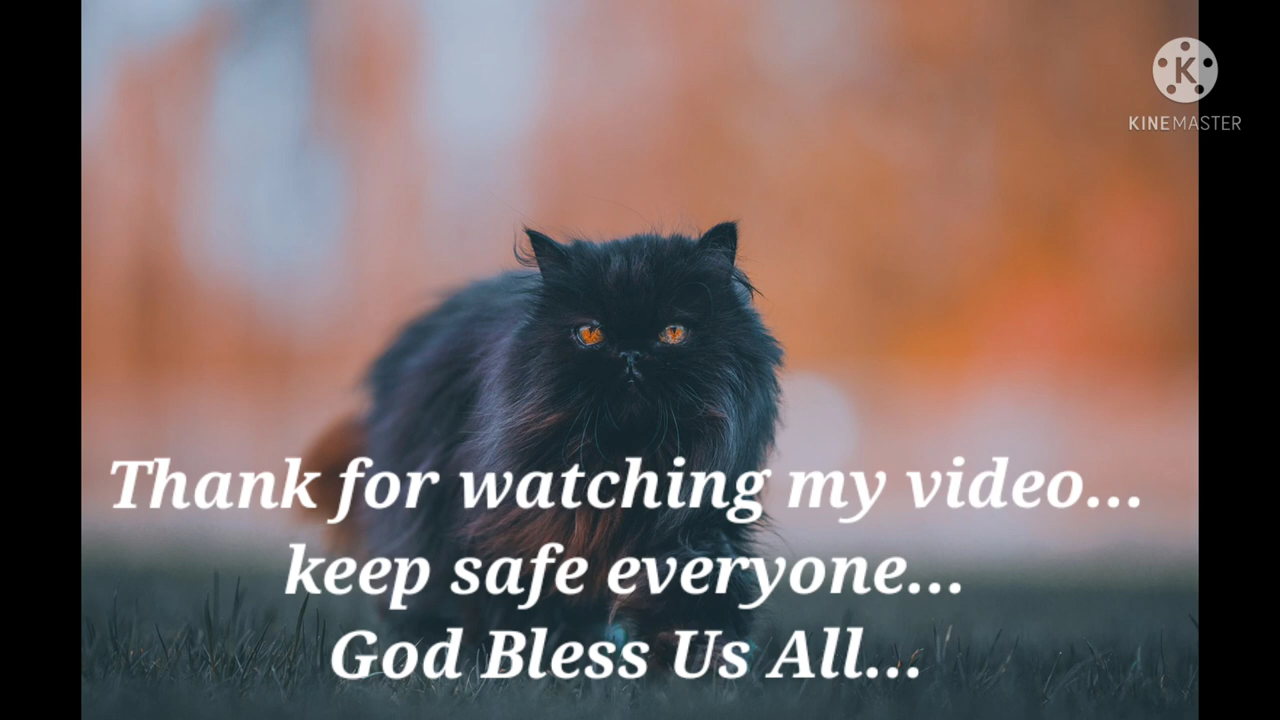 K
KINEMASTER
Thank for watching my video...
keep safe everyone...
God Bless Us All...